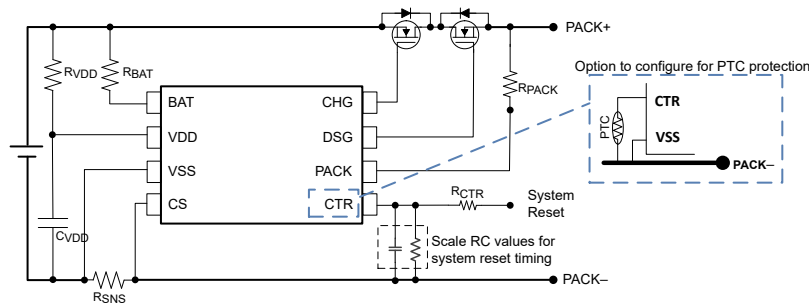 PACK+
Option to configure for PTC protection
RVDD
RBAT
RPACK
BAT
CHG
CTR
PTC
VDD
DSG
VSS
VSS
PACK
PACK–
CS
CTR
RCTR
System
Reset
CVDD
Scale RC values for
system reset timing
RSNS
PACK–